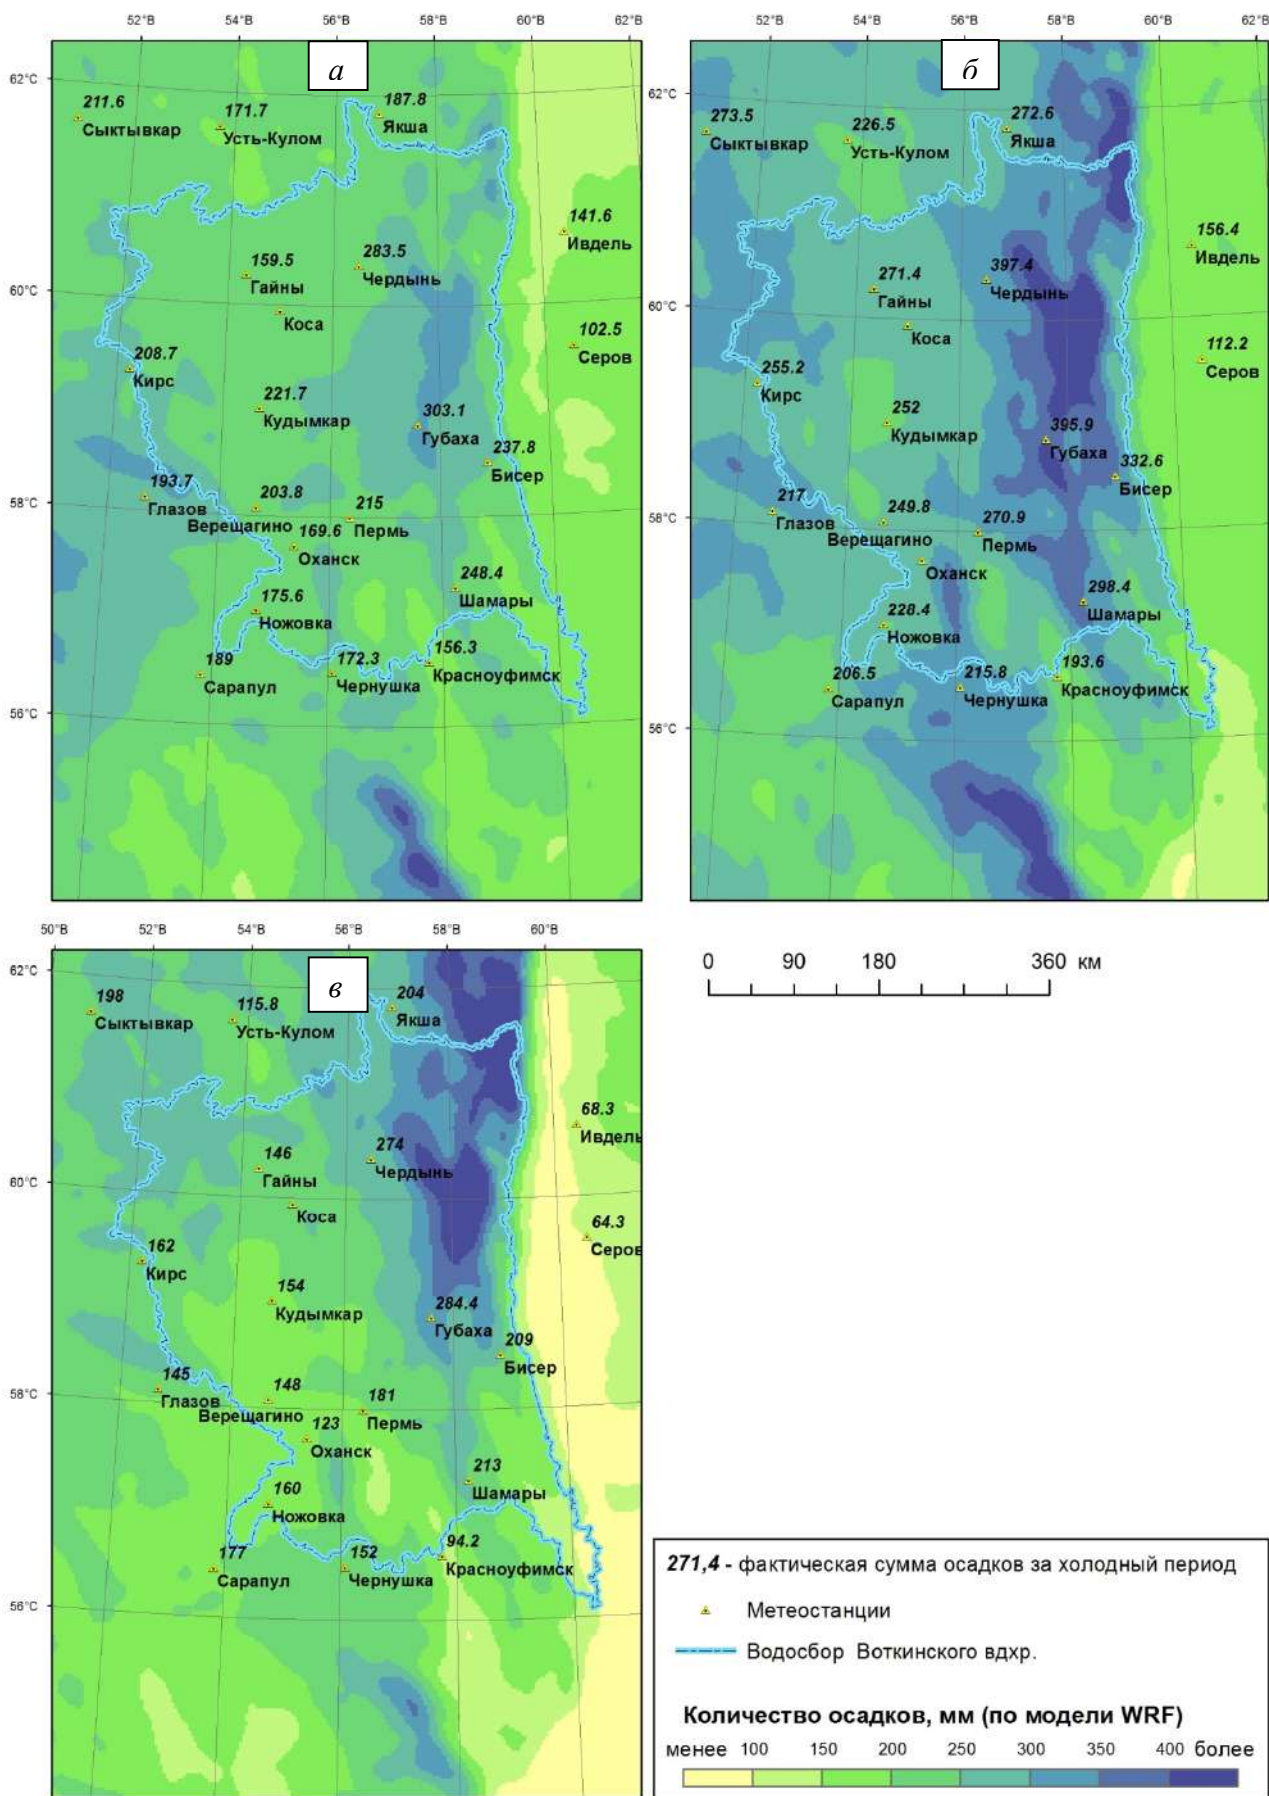 52°В 54°В 56°В 58°В 60°В 62°В
52°В 54°В 56°В 58°В 60°В 62°В
62°С
а
211.6
Сыктывкар
171.7
Усть-Кулом
187.8
Якша
141.6
Ивдель
159.5
Гайны
283.5
Чердынь
60°С
Коса
102.5
Серов
208.7
Кирс
221.7
Кудымкар
303.1
Губаха
237.8
Бисер
193.7
Глазов
58°С
203.8
Верещагино
215
Пермь
169.6
Оханск
248.4
Шамары
175.6
Ножовка
189
Сарапул
172.3
Чернушка
156.3
Красноуфимск
56°С
б
62°С
273.5
Сыктывкар
226.5
Усть-Кулом
272.6
Якша
156.4
Ивдель
271.4
Гайны
397.4
Чердынь
60°С
Коса
112.2
Серов
255.2
Кирс
252
Кудымкар
395.9
Губаха
332.6
Бисер
217
Глазов
58°С
249.8
Верещагино
270.9
Пермь
Оханск
298.4
Шамары
228.4
Ножовка
206.5
Сарапул
215.8
Чернушка
193.6
Красноуфимск
56°С
50°В 52°В 54°В 56°В 58°В 60°В
62°С
в
198
Сыктывкар
115.8
Усть-Кулом
204
Якша
68.3
Ивдель
146
Гайны
274
Чердынь
60°С
Коса
64.3
Серов
162
Кирс
154
Кудымкар
284.4
Губаха
209
Бисер
145
Глазов
58°С
148
Верещагино
181
Пермь
123
Оханск
213
Шамары
160
Ножовка
177
Сарапул
152
Чернушка
94.2
Красноуфимск
56°С
0 90 180 360 км
271,4 - фактическая сумма осадков за холодный период
Метеостанции
Водосбор Воткинского вдхр.
Количество осадков, мм (по модели WRF)
менее 100 150 200 250 300 350 400 более